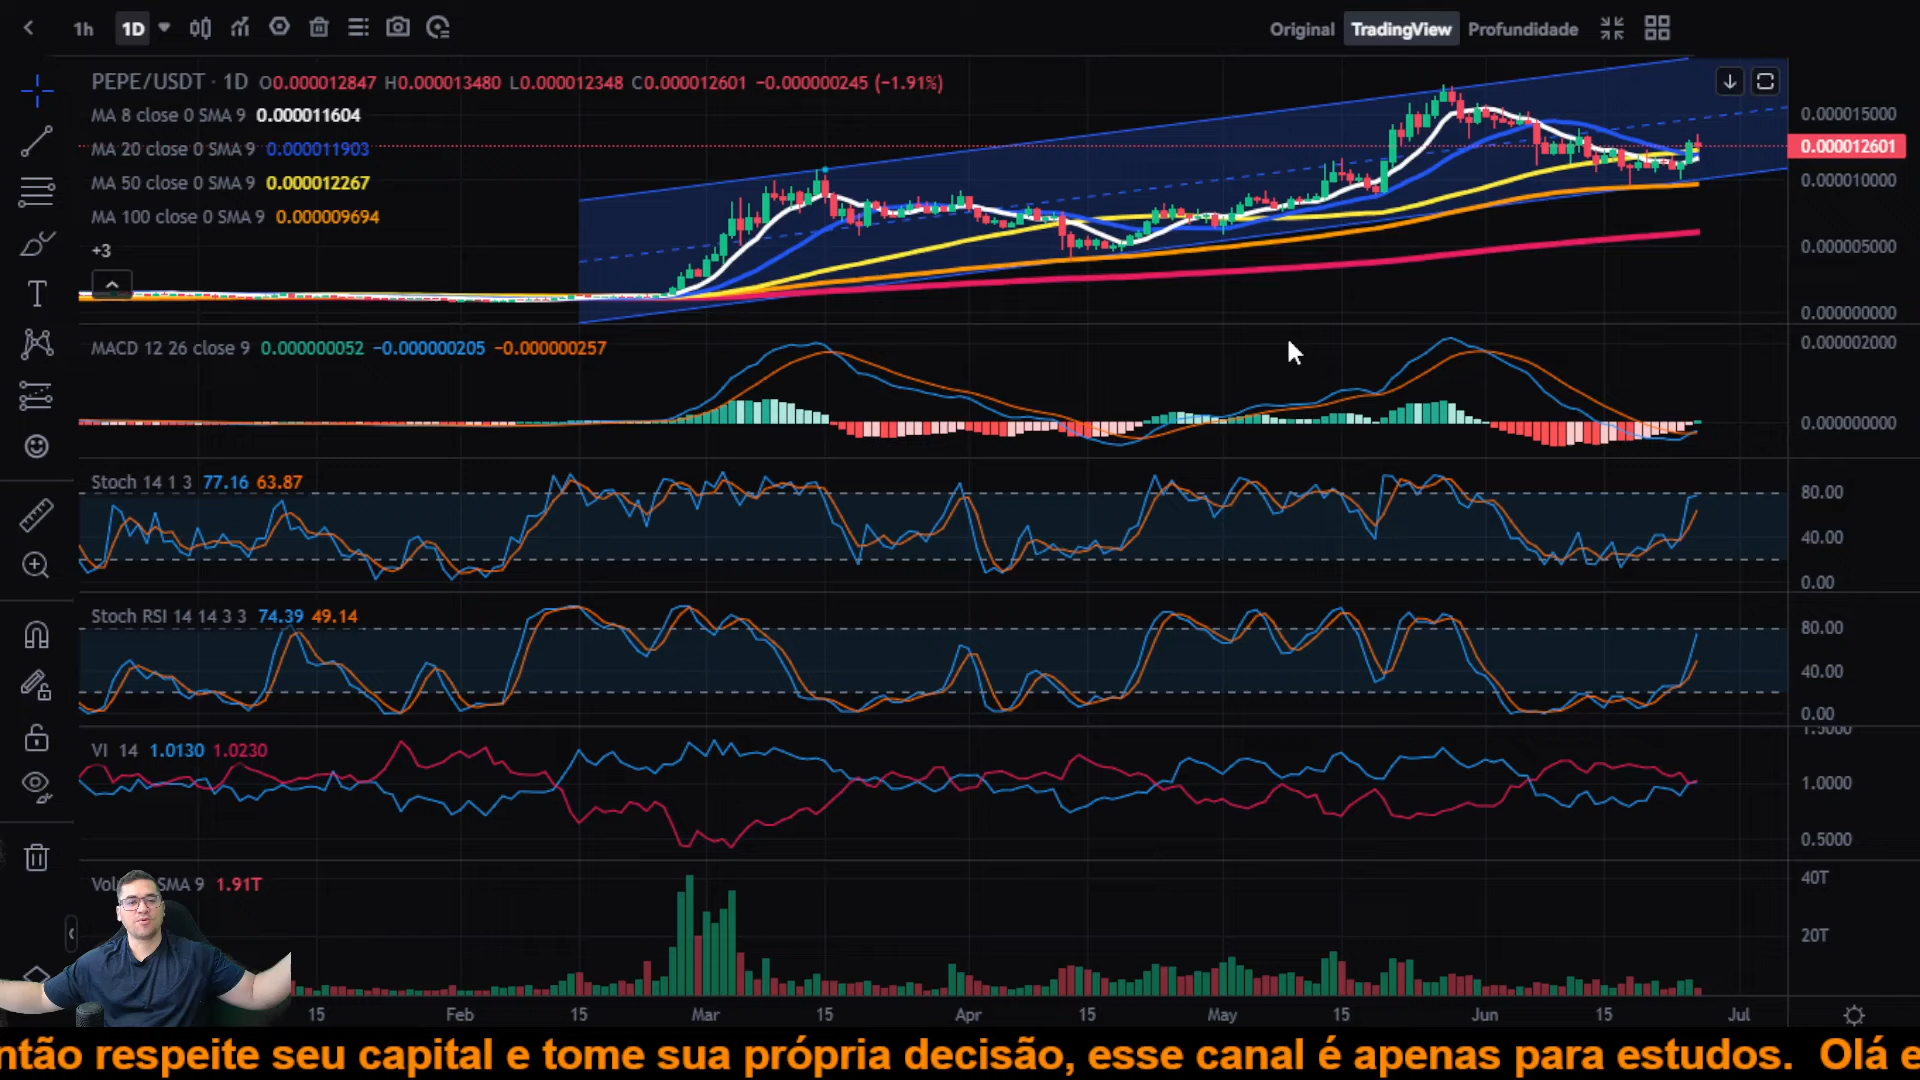 1h 1D Original TradingView Profundidade
PEPE/USDT · 1D O0.000012847 H0.000013480 L0.000012348 C0.000012601 −0.000000245 (−1.91%)
MA 8 close 0 SMA 9 0.000011604
MA 20 close 0 SMA 9 0.000011903
MA 50 close 0 SMA 9 0.000012267
MA 100 close 0 SMA 9 0.000009694
+3
0.000015000
0.000012601
0.000010000
0.000005000
0.000000000
MACD 12 26 close 9 0.000000052 −0.000000205 −0.000000257
0.000002000
0.000000000
Stoch 14 1 3 77.16 63.87
80.00
40.00
0.00
Stoch RSI 14 14 3 3 74.39 49.14
80.00
40.00
0.00
VI 14 1.0130 1.0230
1.5000
1.0000
0.5000
SMA 9 1.91T
40T
20T
15 Feb 15 Mar 15 Apr 15 May 15 Jun 15 Jul
ntão respeite seu capital e tome sua própria decisão, esse canal é apenas para estudos. Olá e